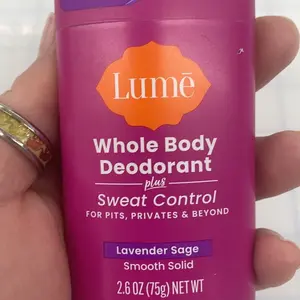 Lumē
Whole Body
Deodorant
plus
Sweat Control
FOR PITS, PRIVATES & BEYOND
Lavender Sage
Smooth Solid
2.6 OZ (75g) NET WT